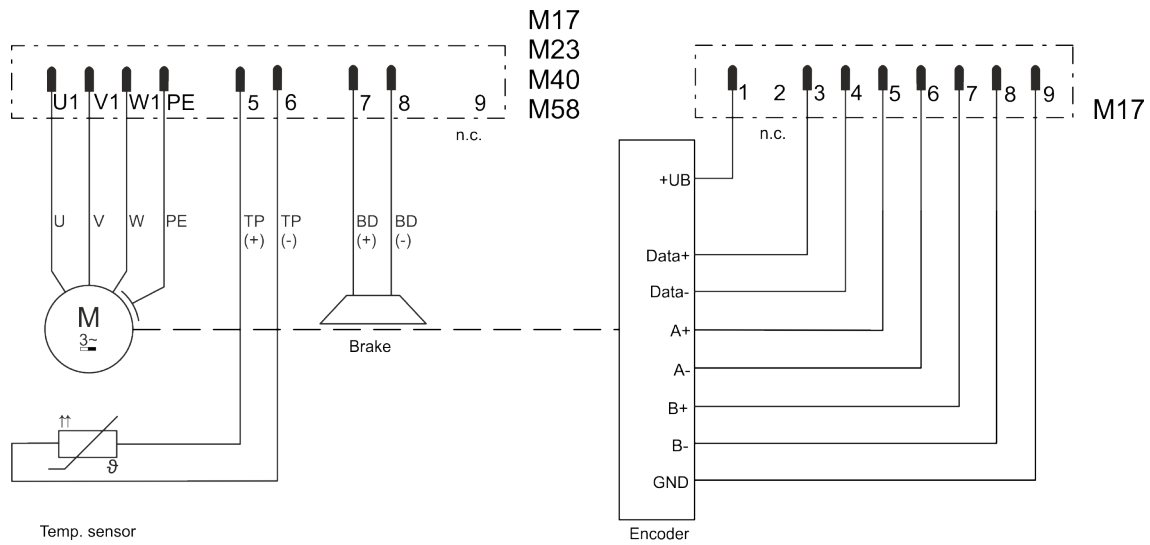 M17
M23
M40
M58
U1 V1 W1 PE 5 6 7 8 9
n.c.
U V W PE TP (+) TP (-) BD (+) BD (-)
M
3~
Brake
↑↑
ϑ
Temp. sensor
1 2 3 4 5 6 7 8 9
M17
n.c.
+UB
Data+
Data-
A+
A-
B+
B-
GND
Encoder